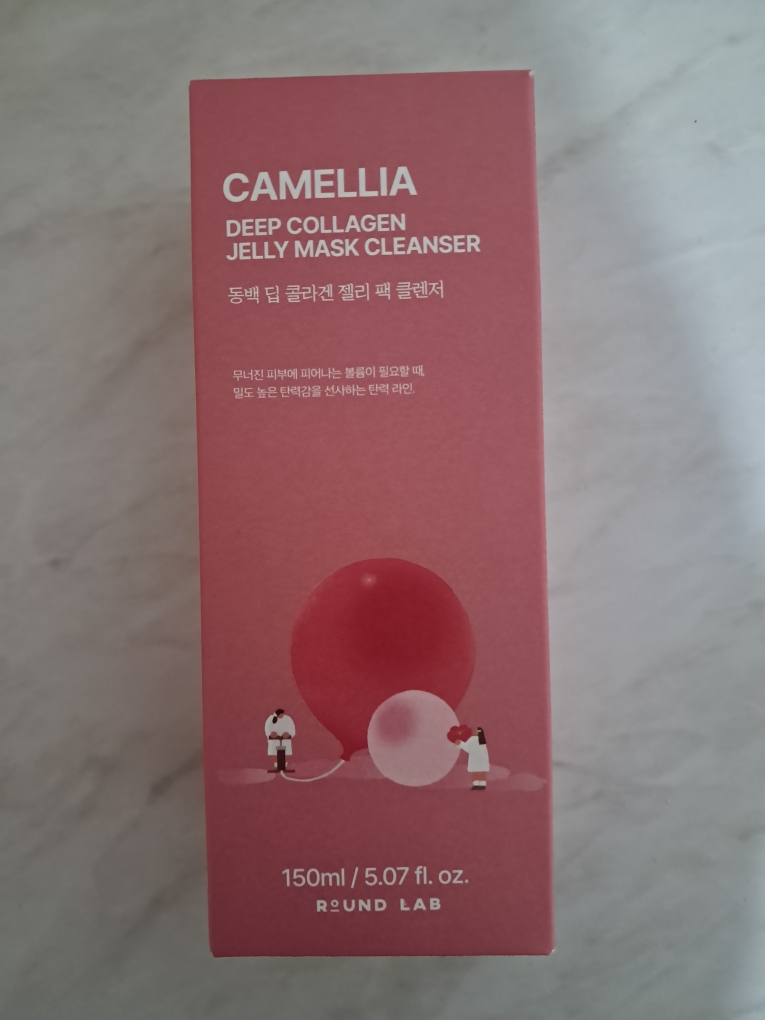 CAMELLIA
DEEP COLLAGEN
JELLY MASK CLEANSER
동백 딥 콜라겐 젤리 팩 클렌저
무너진 피부에 피어나는 볼륨이 필요할 때,
밀도 높은 탄력감을 선사하는 탄력 라인.
150ml / 5.07 fl. oz.
ROUND LAB